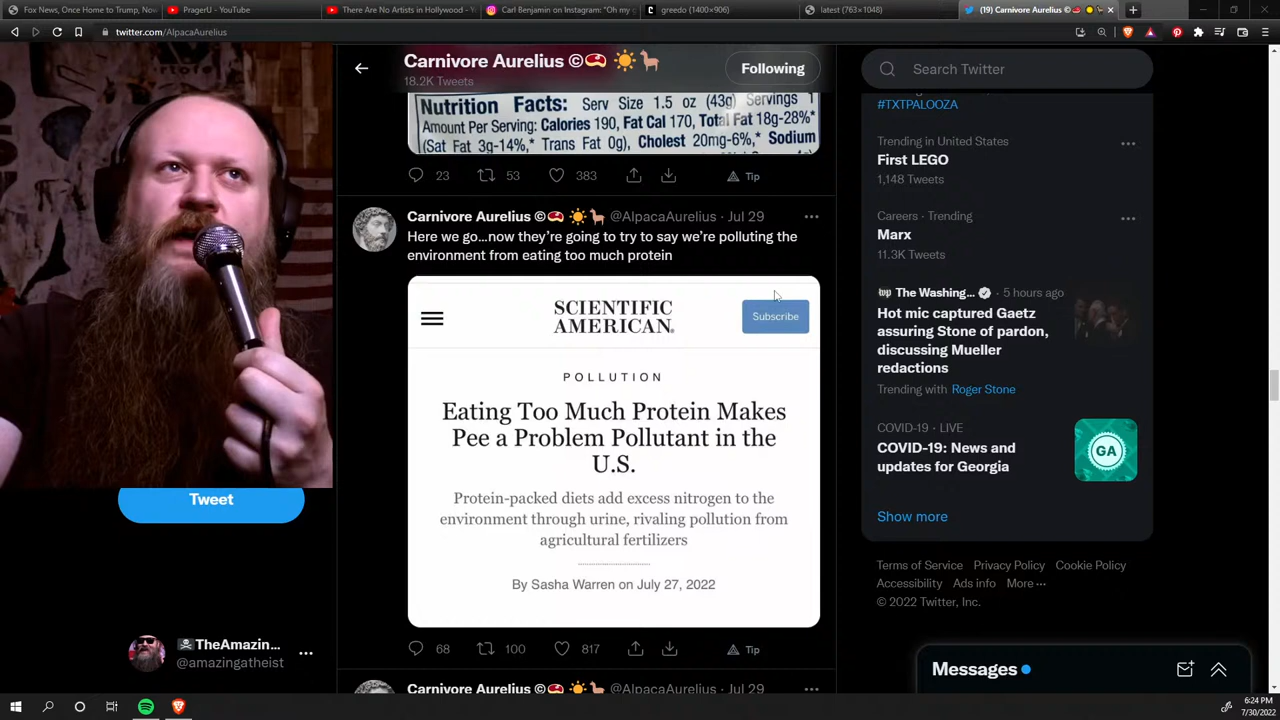 Fox News, Once Home to Trump, Now
PragerU - YouTube
There Are No Artists in Hollywood - Y
Carl Benjamin on Instagram: "Oh my g
greedo (1400×906)
latest (763×1048)
(19) Carnivore Aurelius ©
twitter.com/AlpacaAurelius
Carnivore Aurelius ©
18.2K Tweets
Following
Search Twitter
#TXTPALOOZA
Nutrition Facts: Serv Size 1.5 oz (43g) Servings 1
Amount Per Serving: Calories 190, Fat Cal 170, Total Fat 18g-28%*
(Sat Fat 3g-14%,* Trans Fat 0g), Cholest 20mg-6%,* Sodium
23 53 383 Tip
Trending in United States
First LEGO
1,148 Tweets
Careers · Trending
Marx
11.3K Tweets
The Washing... · 5 hours ago
Hot mic captured Gaetz
assuring Stone of pardon,
discussing Mueller
redactions
Trending with Roger Stone
COVID-19 · LIVE
COVID-19: News and
updates for Georgia
GA
Show more
Terms of Service Privacy Policy Cookie Policy
Accessibility Ads info More ···
© 2022 Twitter, Inc.
Carnivore Aurelius © @AlpacaAurelius · Jul 29
Here we go...now they're going to try to say we're polluting the
environment from eating too much protein
SCIENTIFIC
AMERICAN®
Subscribe
POLLUTION
Eating Too Much Protein Makes
Pee a Problem Pollutant in the
U.S.
Protein-packed diets add excess nitrogen to the
environment through urine, rivaling pollution from
agricultural fertilizers
By Sasha Warren on July 27, 2022
68 100 817 Tip
Carnivore Aurelius © @AlpacaAurelius · Jul 29
Tweet
TheAmazin...
@amazingatheist
Messages
6:24 PM
7/30/2022